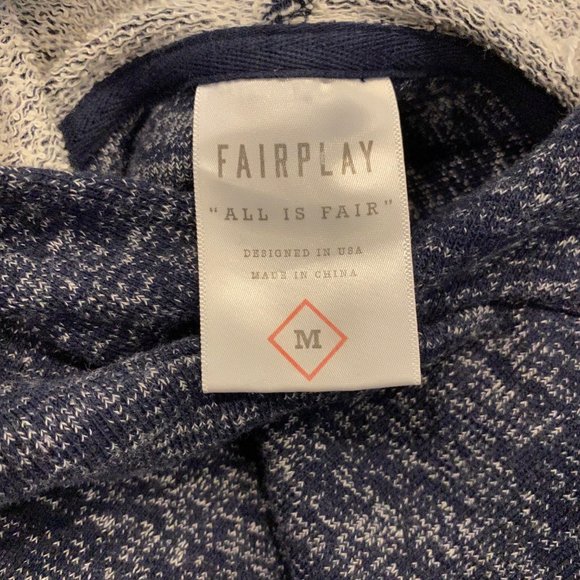 FAIRPLAY
"ALL IS FAIR"
DESIGNED IN USA
MADE IN CHINA
M